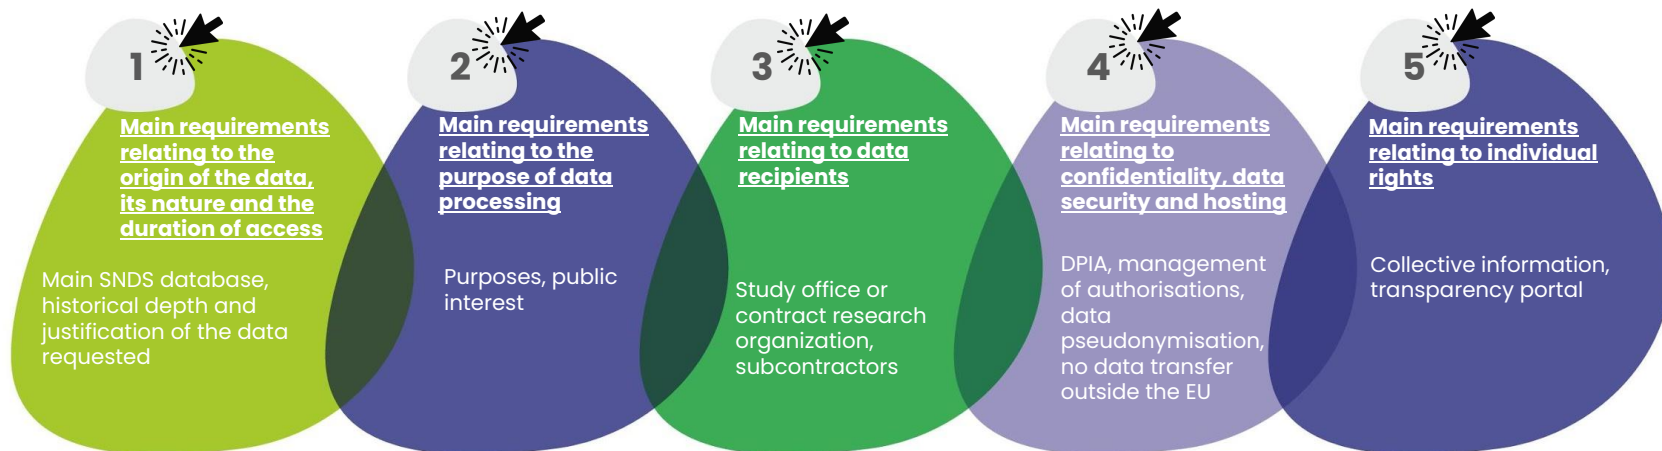 1
Main requirements
relating to the
origin of the data,
its nature and the
duration of access
Main SNDS database,
historical depth and
justification of the data
requested
2
Main requirements
relating to the
purpose of data
processing
Purposes, public
interest
3
Main requirements
relating to data
recipients
Study office or
contract research
organization,
subcontractors
4
Main requirements
relating to
confidentiality, data
security and hosting
DPIA, management
of authorisations,
data
pseudonymisation,
no data transfer
outside the EU
5
Main requirements
relating to individual
rights
Collective information,
transparency portal